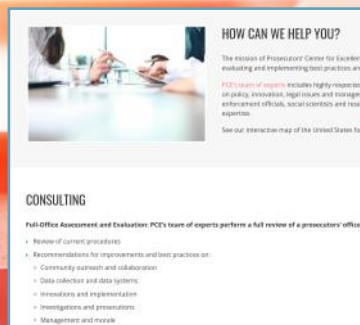 HOW CAN WE HELP YOU?
The mission of Prosecutors' Center for Excellen
evaluating and implementing best practices an
PCE's team of experts includes highly respected
on policy, innovation, legal issues and manage
enforcement officials, social scientists and rese
expertise.
See our interactive map of the United States fo
CONSULTING
Full-Office Assessment and Evaluation: PCE's team of experts perform a full review of a prosecutors' office
Review of current procedures
Recommendations for improvements and best practices on:
Community outreach and collaboration
Data collection and data systems
Innovations and implementation
Investigations and prosecutions
Management and morale